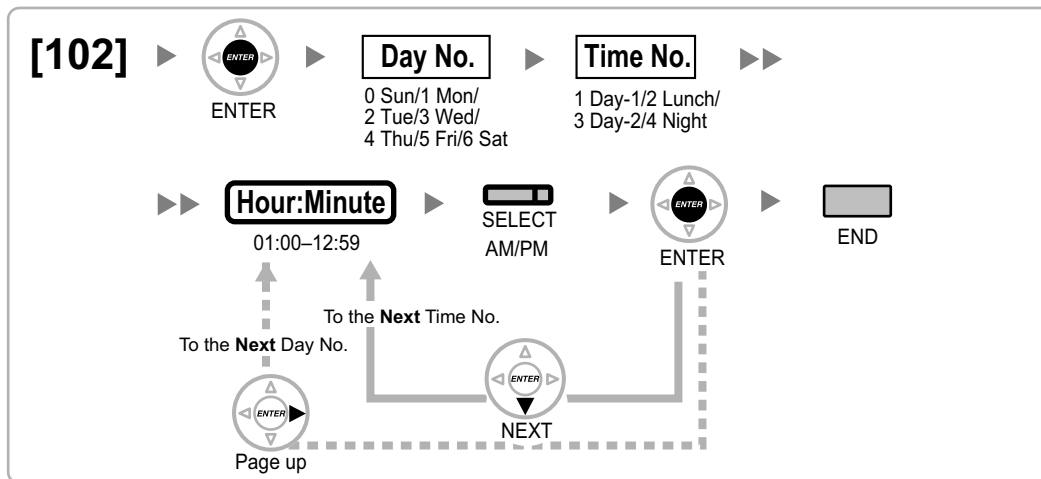 [102]
ENTER
ENTER
Day No.
0 Sun/1 Mon/
2 Tue/3 Wed/
4 Thu/5 Fri/6 Sat
Time No.
1 Day-1/2 Lunch/
3 Day-2/4 Night
Hour:Minute
01:00–12:59
SELECT
AM/PM
ENTER
ENTER
END
To the Next Time No.
To the Next Day No.
ENTER
NEXT
ENTER
Page up